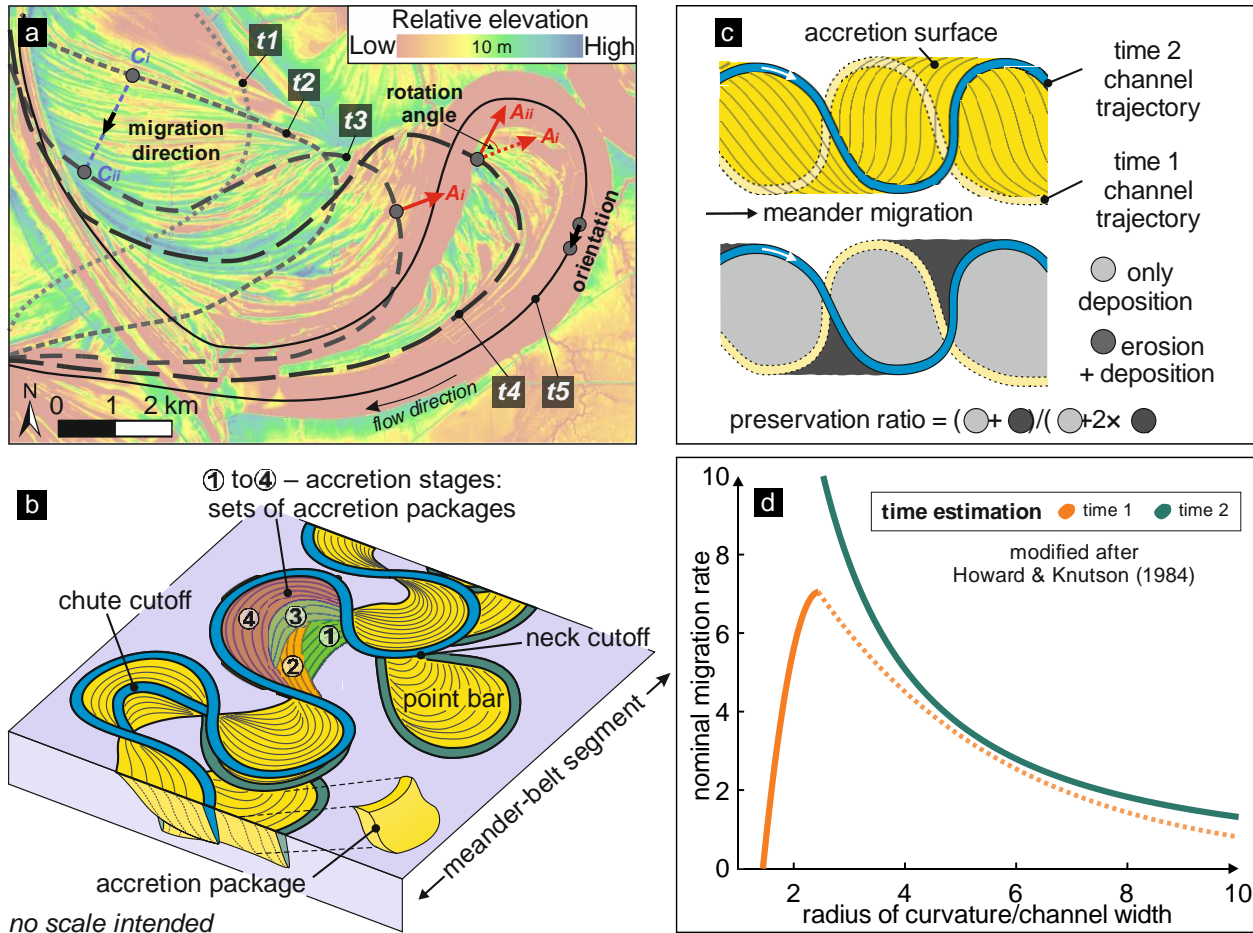 a
Relative elevation
Low 10 m High
Ci
t1
t2
t3
migration
direction
Cii
rotation
angle
Aii
Ai
Ai
orientation
N
0 1 2 km
flow direction
t4
t5
c
accretion surface
time 2
channel
trajectory
time 1
channel
trajectory
meander migration
only
deposition
erosion
+ deposition
preservation ratio = ( + )/( +2×
b
1 to 4 – accretion stages:
sets of accretion packages
chute cutoff
4
3
1
2
neck cutoff
point bar
meander-belt segment
accretion package
no scale intended
d
time estimation time 1 time 2
modified after
Howard & Knutson (1984)
nominal migration rate
10
8
6
4
2
0
2 4 6 8 10
radius of curvature/channel width